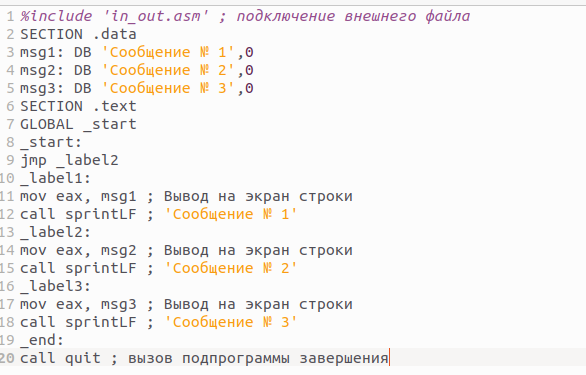 1 %include 'in_out.asm' ; подключение внешнего файла
2 SECTION .data
3 msg1: DB 'Сообщение № 1',0
4 msg2: DB 'Сообщение № 2',0
5 msg3: DB 'Сообщение № 3',0
6 SECTION .text
7 GLOBAL _start
8 _start:
9 jmp _label2
10 _label1:
11 mov eax, msg1 ; Вывод на экран строки
12 call sprintLF ; 'Сообщение № 1'
13 _label2:
14 mov eax, msg2 ; Вывод на экран строки
15 call sprintLF ; 'Сообщение № 2'
16 _label3:
17 mov eax, msg3 ; Вывод на экран строки
18 call sprintLF ; 'Сообщение № 3'
19 _end:
20 call quit ; вызов подпрограммы завершения